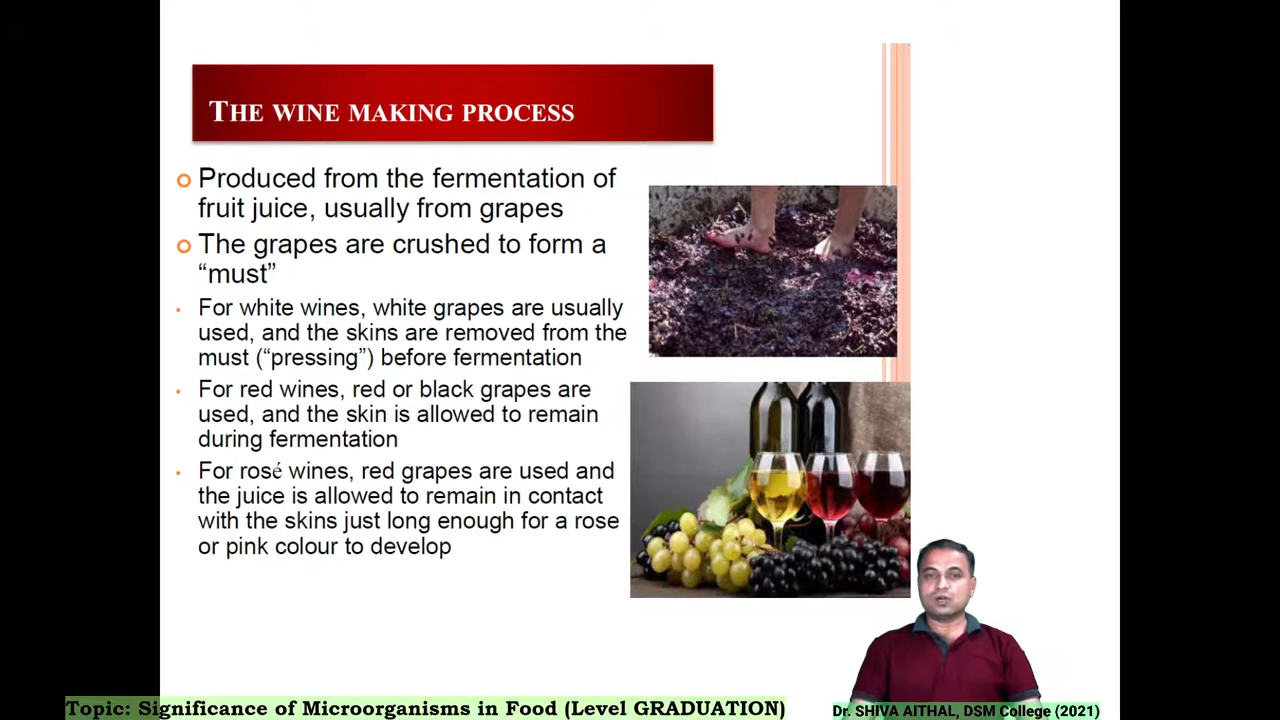 THE WINE MAKING PROCESS
Produced from the fermentation of
fruit juice, usually from grapes
The grapes are crushed to form a
“must”
For white wines, white grapes are usually
used, and the skins are removed from the
must (“pressing”) before fermentation
For red wines, red or black grapes are
used, and the skin is allowed to remain
during fermentation
For rosé wines, red grapes are used and
the juice is allowed to remain in contact
with the skins just long enough for a rose
or pink colour to develop
Topic: Significance of Microorganisms in Food (Level GRADUATION)
Dr. SHIVA AITHAL, DSM College (2021)